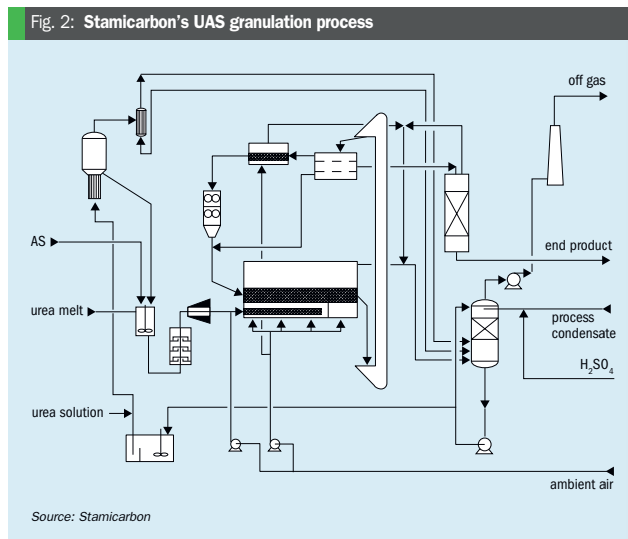 Fig. 2: Stamicarbon's UAS granulation process
off gas
AS
end product
urea melt
process
condensate
H₂SO₄
urea solution
ambient air
Source: Stamicarbon